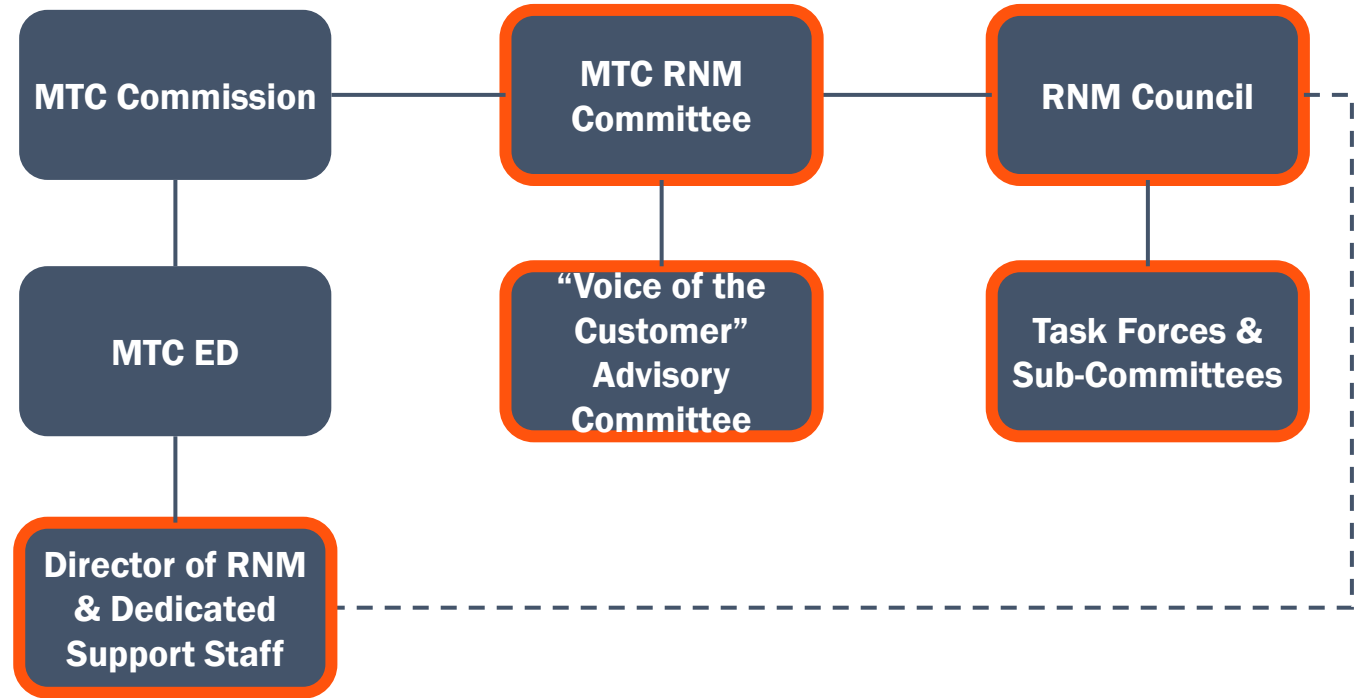 MTC Commission
MTC RNM
Committee
RNM Council
MTC ED
“Voice of the
Customer”
Advisory
Committee
Task Forces &
Sub-Committees
Director of RNM
& Dedicated
Support Staff